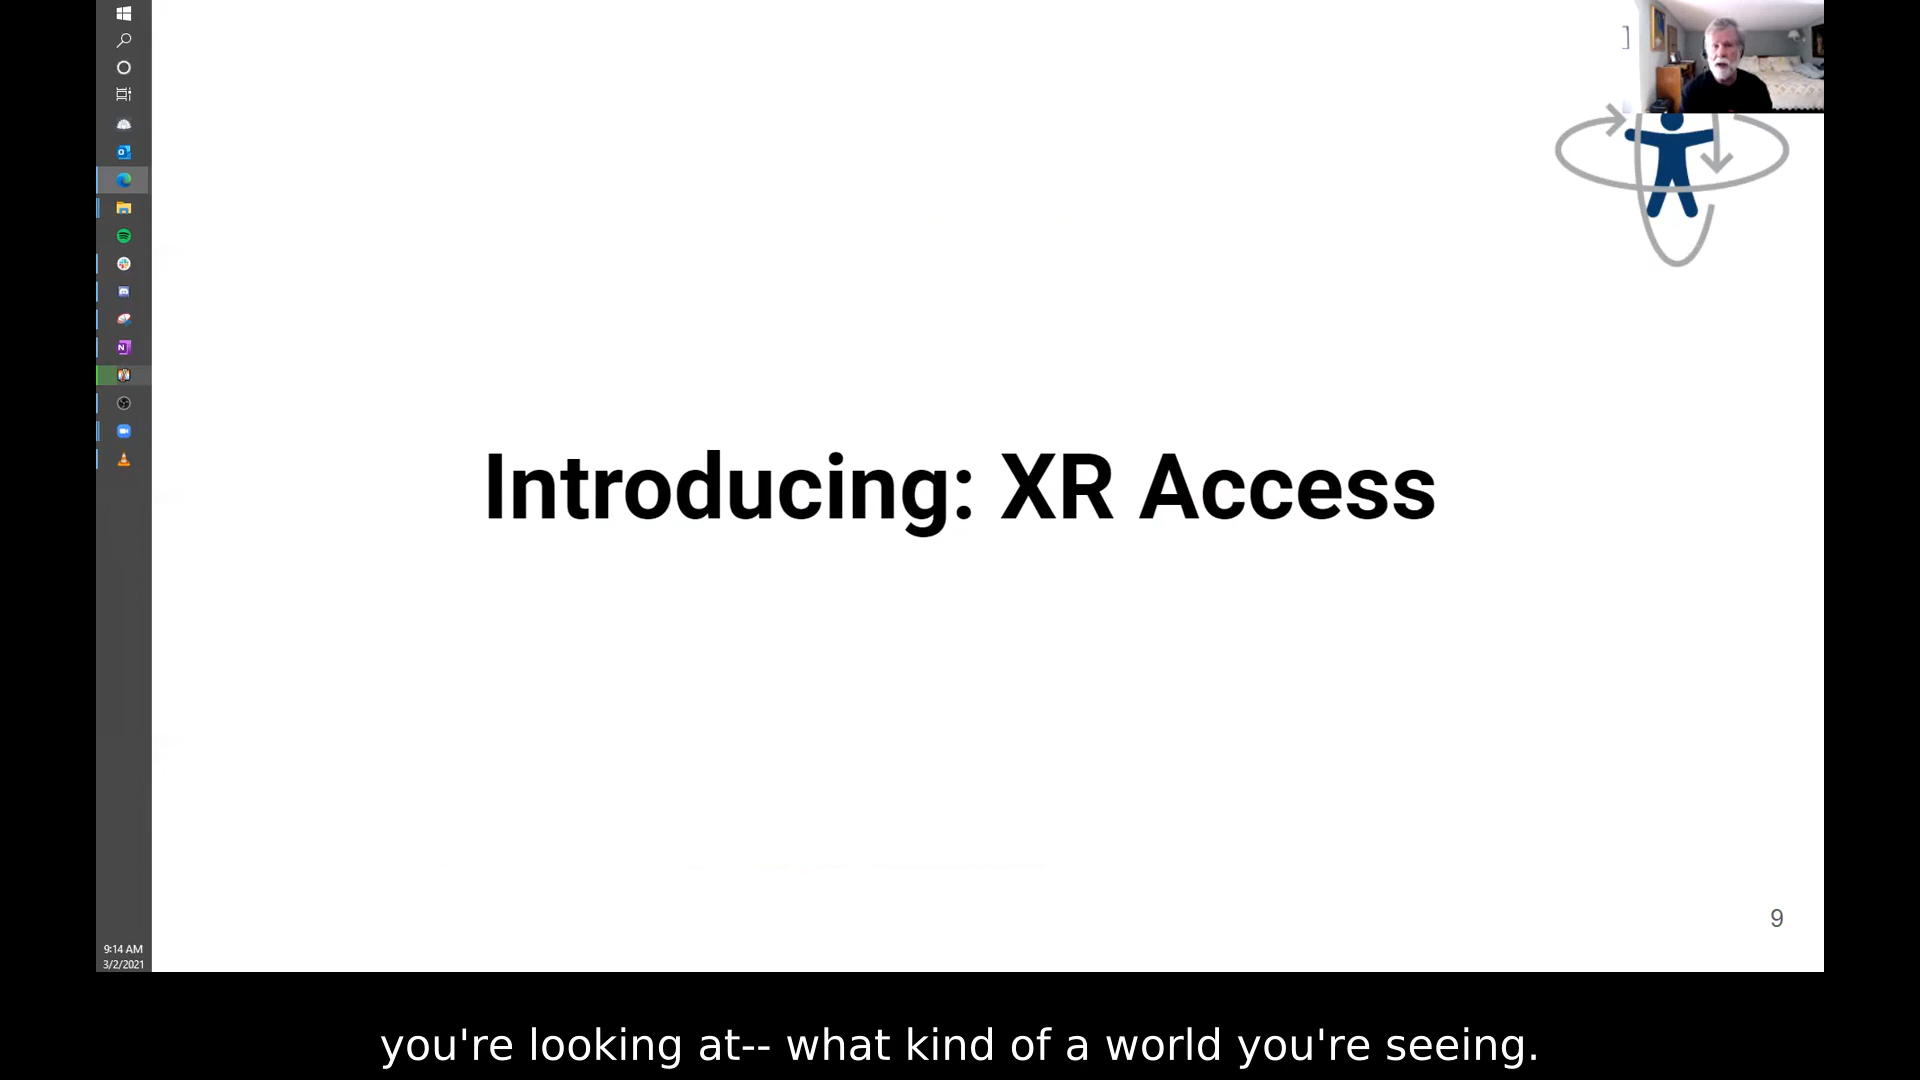 Introducing: XR Access
9
9:14 AM
3/2/2021
you're looking at-- what kind of a world you're seeing.